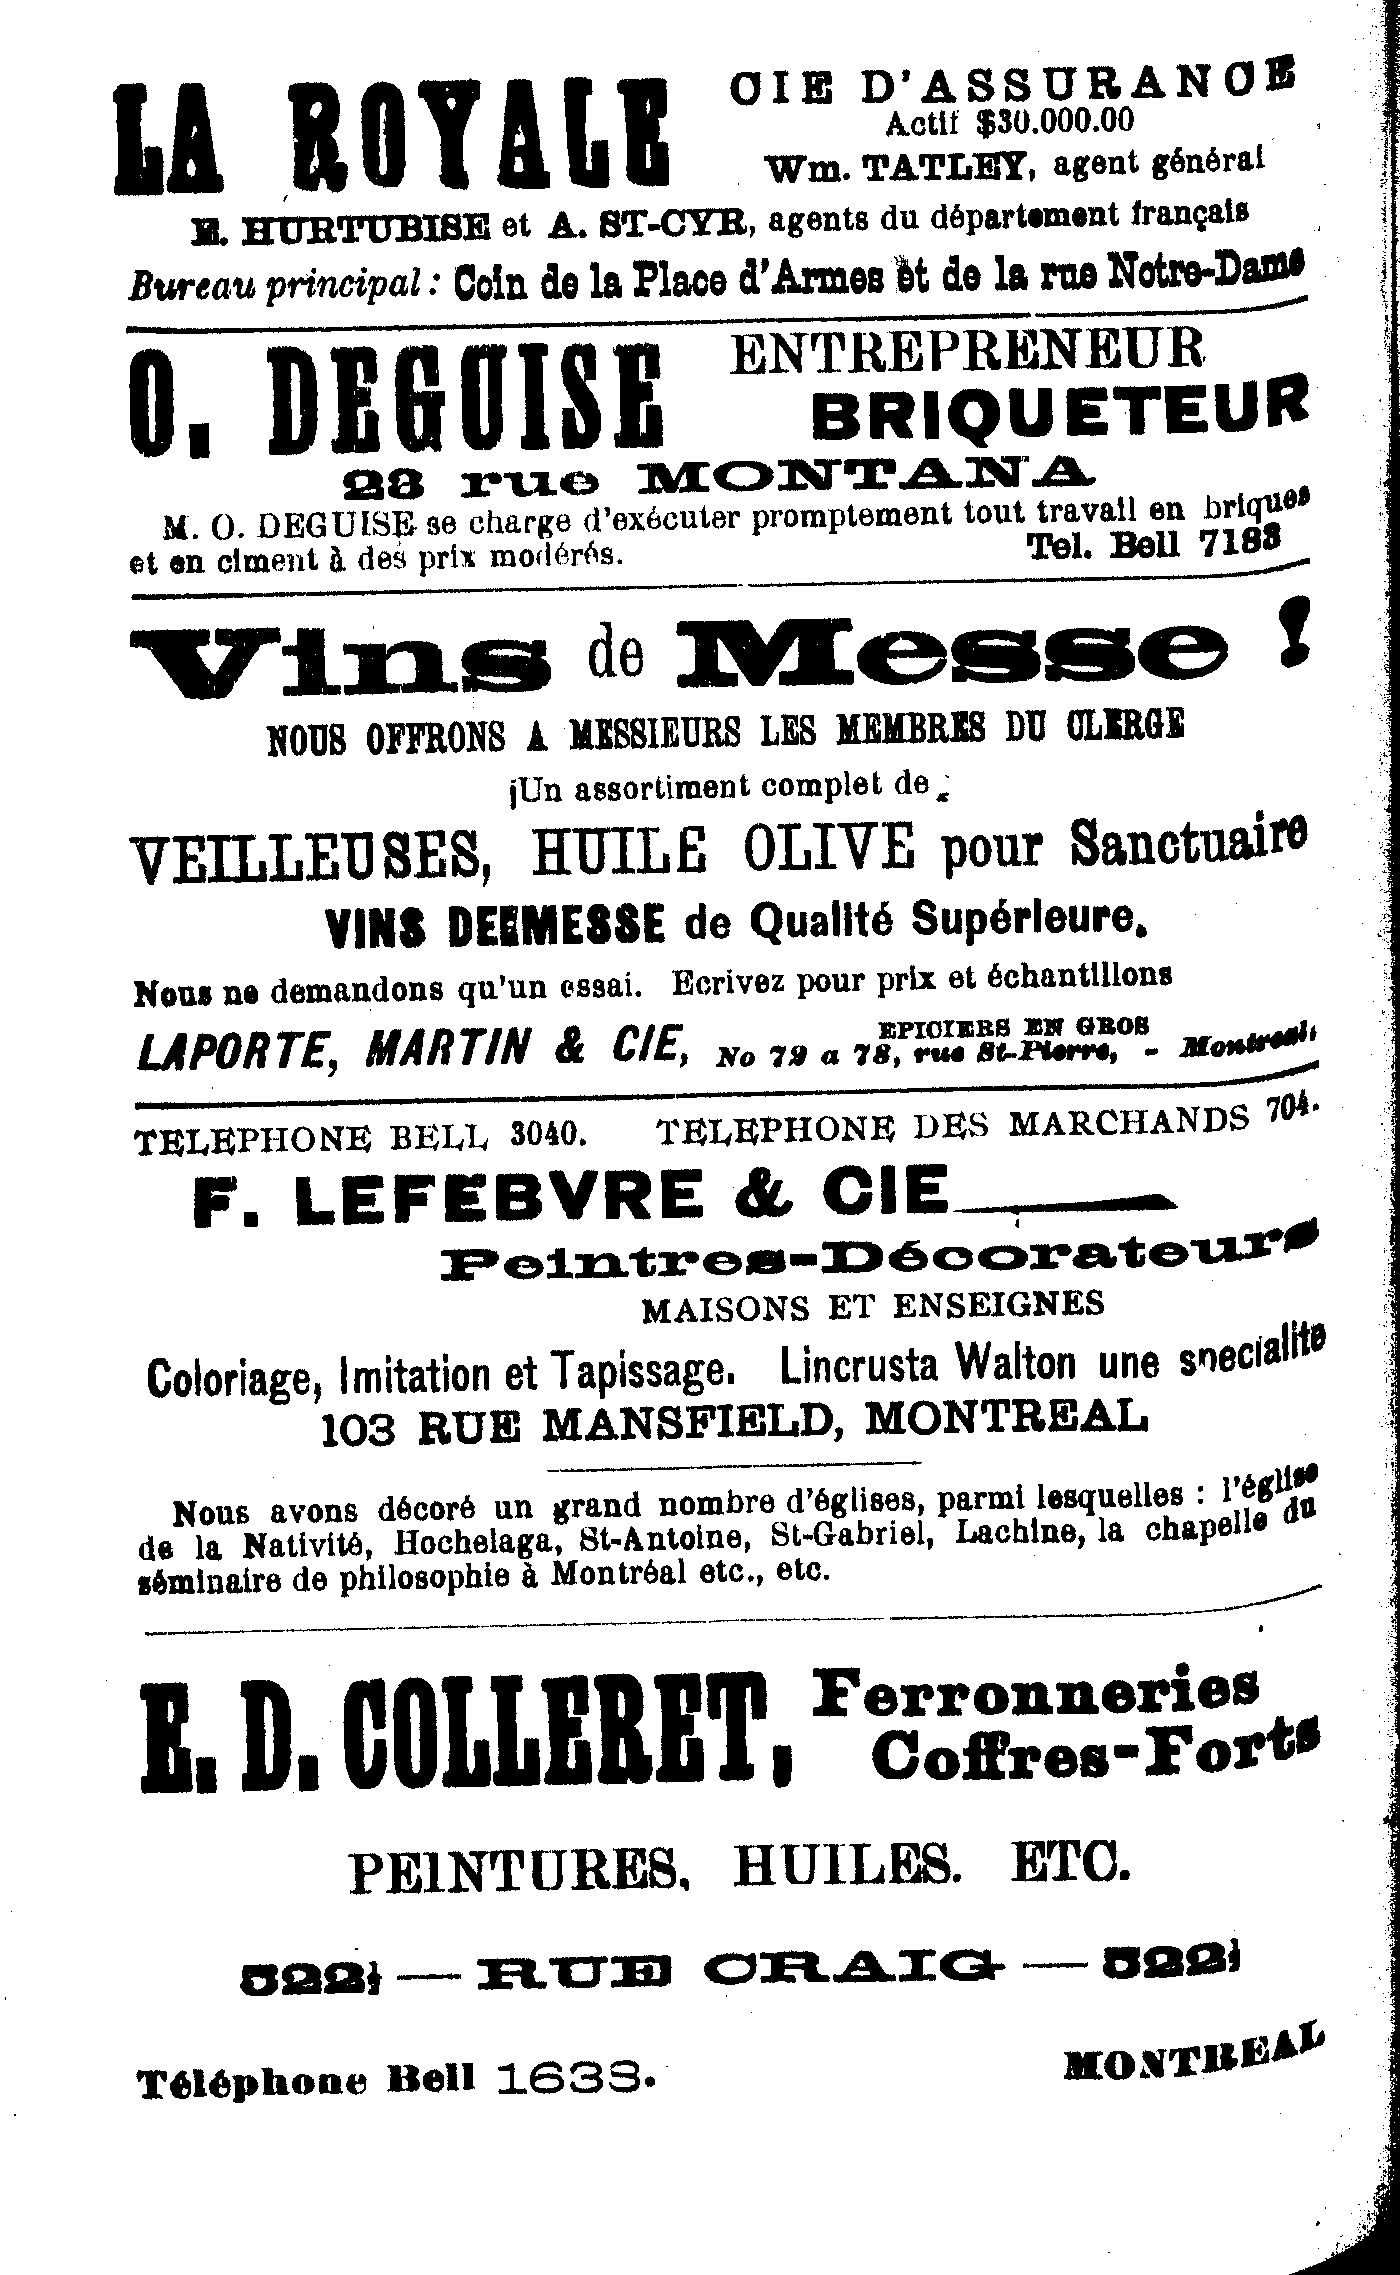 LA ROYALE CIE D'ASSURANCE
Actif $30.000.00
Wm. TATLEY, agent général
E. HURTUBISE et A. ST-CYR, agents du département français
Bureau principal : Coin de la Place d'Armes et de la rue Notre-Dame
O. DEGUISE ENTREPRENEUR
BRIQUETEUR
23 rue MONTANA
M. O. DEGUISE se charge d'exécuter promptement tout travail en briques
et en ciment à des prix modérés. Tel. Bell 7183
Vins de Messe !
NOUS OFFRONS A MESSIEURS LES MEMBRES DU CLERGE
Un assortiment complet de
VEILLEUSES, HUILE OLIVE pour Sanctuaire
VINS DE MESSE de Qualité Supérieure.
Nous ne demandons qu'un essai. Ecrivez pour prix et échantillons
LAPORTE, MARTIN & CIE, EPICIERS EN GROS
No 72 a 78, rue St-Pierre, - Montreal,
TELEPHONE BELL 3040. TELEPHONE DES MARCHANDS 704.
F. LEFEBVRE & CIE
Peintres-Décorateurs
MAISONS ET ENSEIGNES
Coloriage, Imitation et Tapissage. Lincrusta Walton une specialite
103 RUE MANSFIELD, MONTREAL
Nous avons décoré un grand nombre d'églises, parmi lesquelles : l'église
de la Nativité, Hochelaga, St-Antoine, St-Gabriel, Lachine, la chapelle du
séminaire de philosophie à Montréal etc., etc.
E. D. COLLERET, Ferronneries
Coffres-Forts
PEINTURES, HUILES. ETC.
522½ — RUE CRAIG — 522½
Téléphone Bell 1633.
MONTREAL